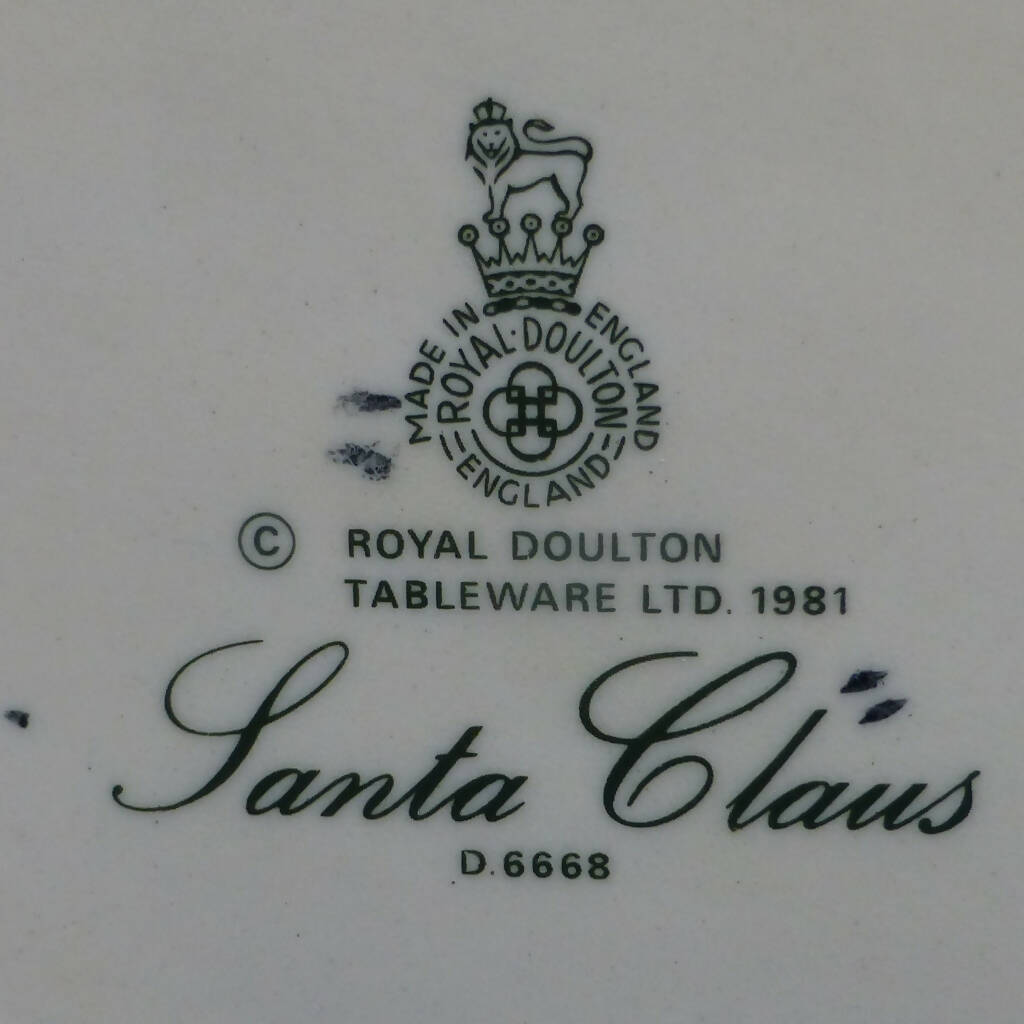 MADE IN ENGLAND
ROYAL·DOULTON
ENGLAND
© ROYAL DOULTON
TABLEWARE LTD. 1981
Santa Claus
D.6668